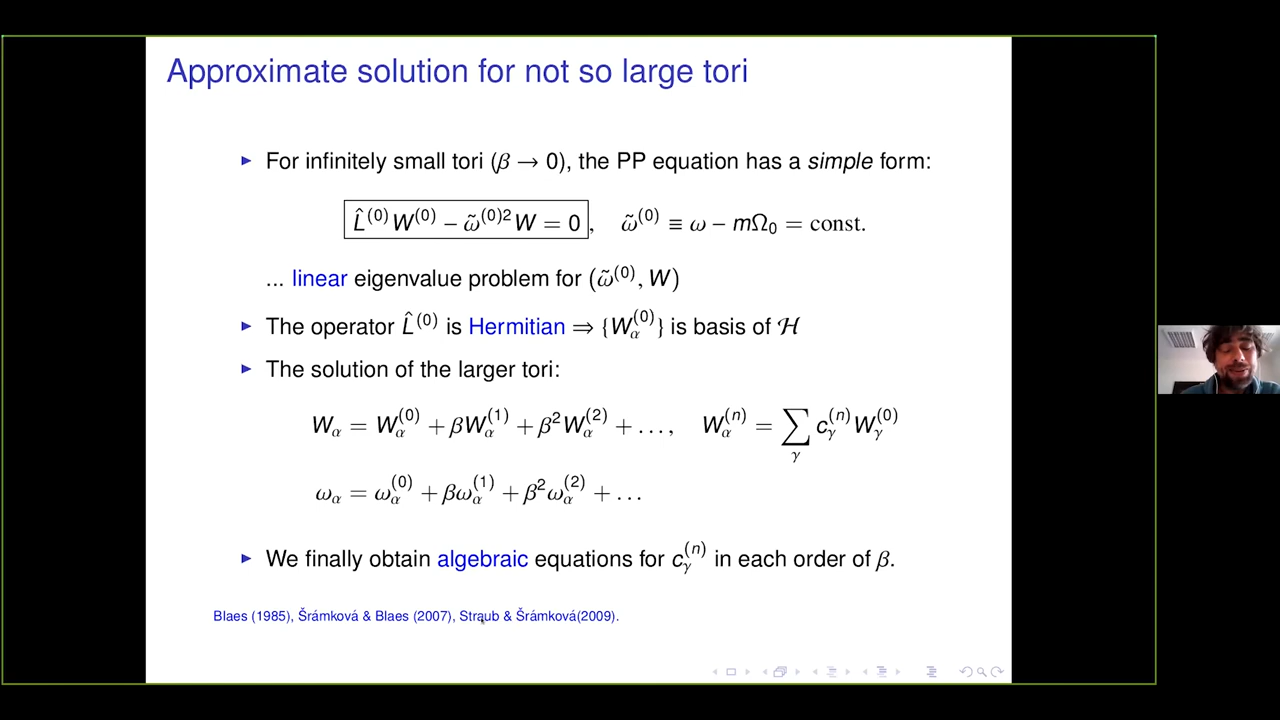 Approximate solution for not so large tori
▶ For infinitely small tori (β → 0), the PP equation has a simple form:
L̂⁽⁰⁾W⁽⁰⁾ − ω̃⁽⁰⁾²W = 0, ω̃⁽⁰⁾ ≡ ω − mΩ₀ = const.
... linear eigenvalue problem for (ω̃⁽⁰⁾, W)
▶ The operator L̂⁽⁰⁾ is Hermitian ⇒ {W_α⁽⁰⁾} is basis of ℋ
▶ The solution of the larger tori:
W_α = W_α⁽⁰⁾ + βW_α⁽¹⁾ + β²W_α⁽²⁾ + . . . , W_α⁽ⁿ⁾ = ∑_γ c_γ⁽ⁿ⁾W_γ⁽⁰⁾
ω_α = ω_α⁽⁰⁾ + βω_α⁽¹⁾ + β²ω_α⁽²⁾ + . . .
▶ We finally obtain algebraic equations for c_γ⁽ⁿ⁾ in each order of β.
Blaes (1985), Šrámková & Blaes (2007), Straub & Šrámková(2009).